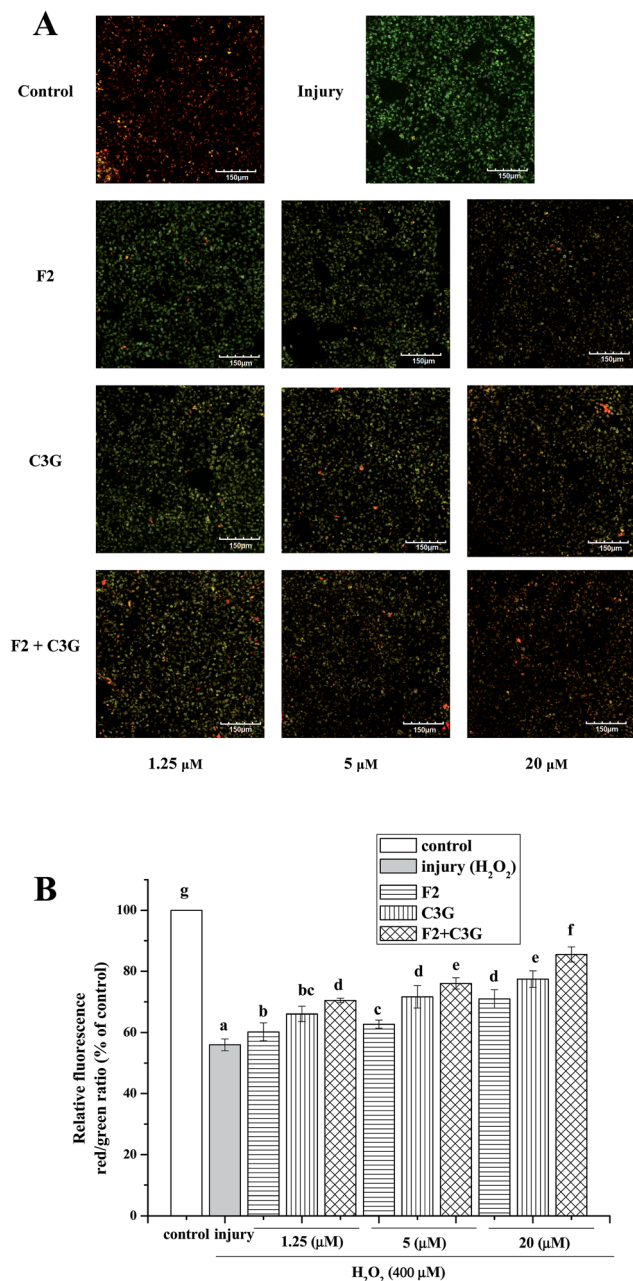 A
Control
Injury
150μm
150μm
F2
150μm
150μm
150μm
C3G
150μm
150μm
150μm
F2 + C3G
150μm
150μm
150μm
1.25 μM
5 μM
20 μM
B
control
injury (H₂O₂)
F2
C3G
F2+C3G
Relative fluorescence
red/green ratio (% of control)
100
80
60
40
20
0
g
a
b
bc
d
c
d
e
d
e
f
control injury
1.25 (μM)
5 (μM)
20 (μM)
H₂O₂ (400 μM)